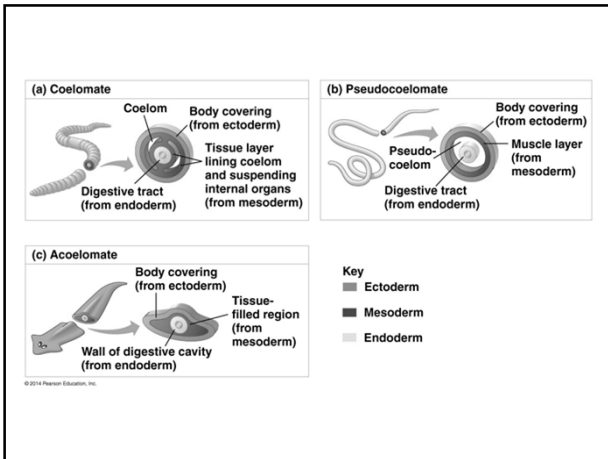 (a) Coelomate
Coelom
Body covering
(from ectoderm)
Tissue layer
lining coelom
and suspending
internal organs
(from mesoderm)
Digestive tract
(from endoderm)
(b) Pseudocoelomate
Body covering
(from ectoderm)
Muscle layer
(from
mesoderm)
Pseudo-
coelom
Digestive tract
(from endoderm)
(c) Acoelomate
Body covering
(from ectoderm)
Tissue-
filled region
(from
mesoderm)
Wall of digestive cavity
(from endoderm)
Key
Ectoderm
Mesoderm
Endoderm
© 2014 Pearson Education, Inc.